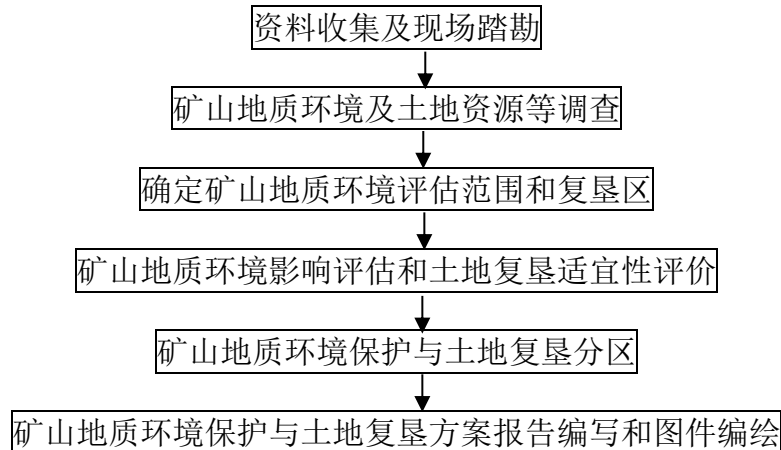 资料收集及现场踏勘
矿山地质环境及土地资源等调查
确定矿山地质环境评估范围和复垦区
矿山地质环境影响评估和土地复垦适宜性评价
矿山地质环境保护与土地复垦分区
矿山地质环境保护与土地复垦方案报告编写和图件编绘